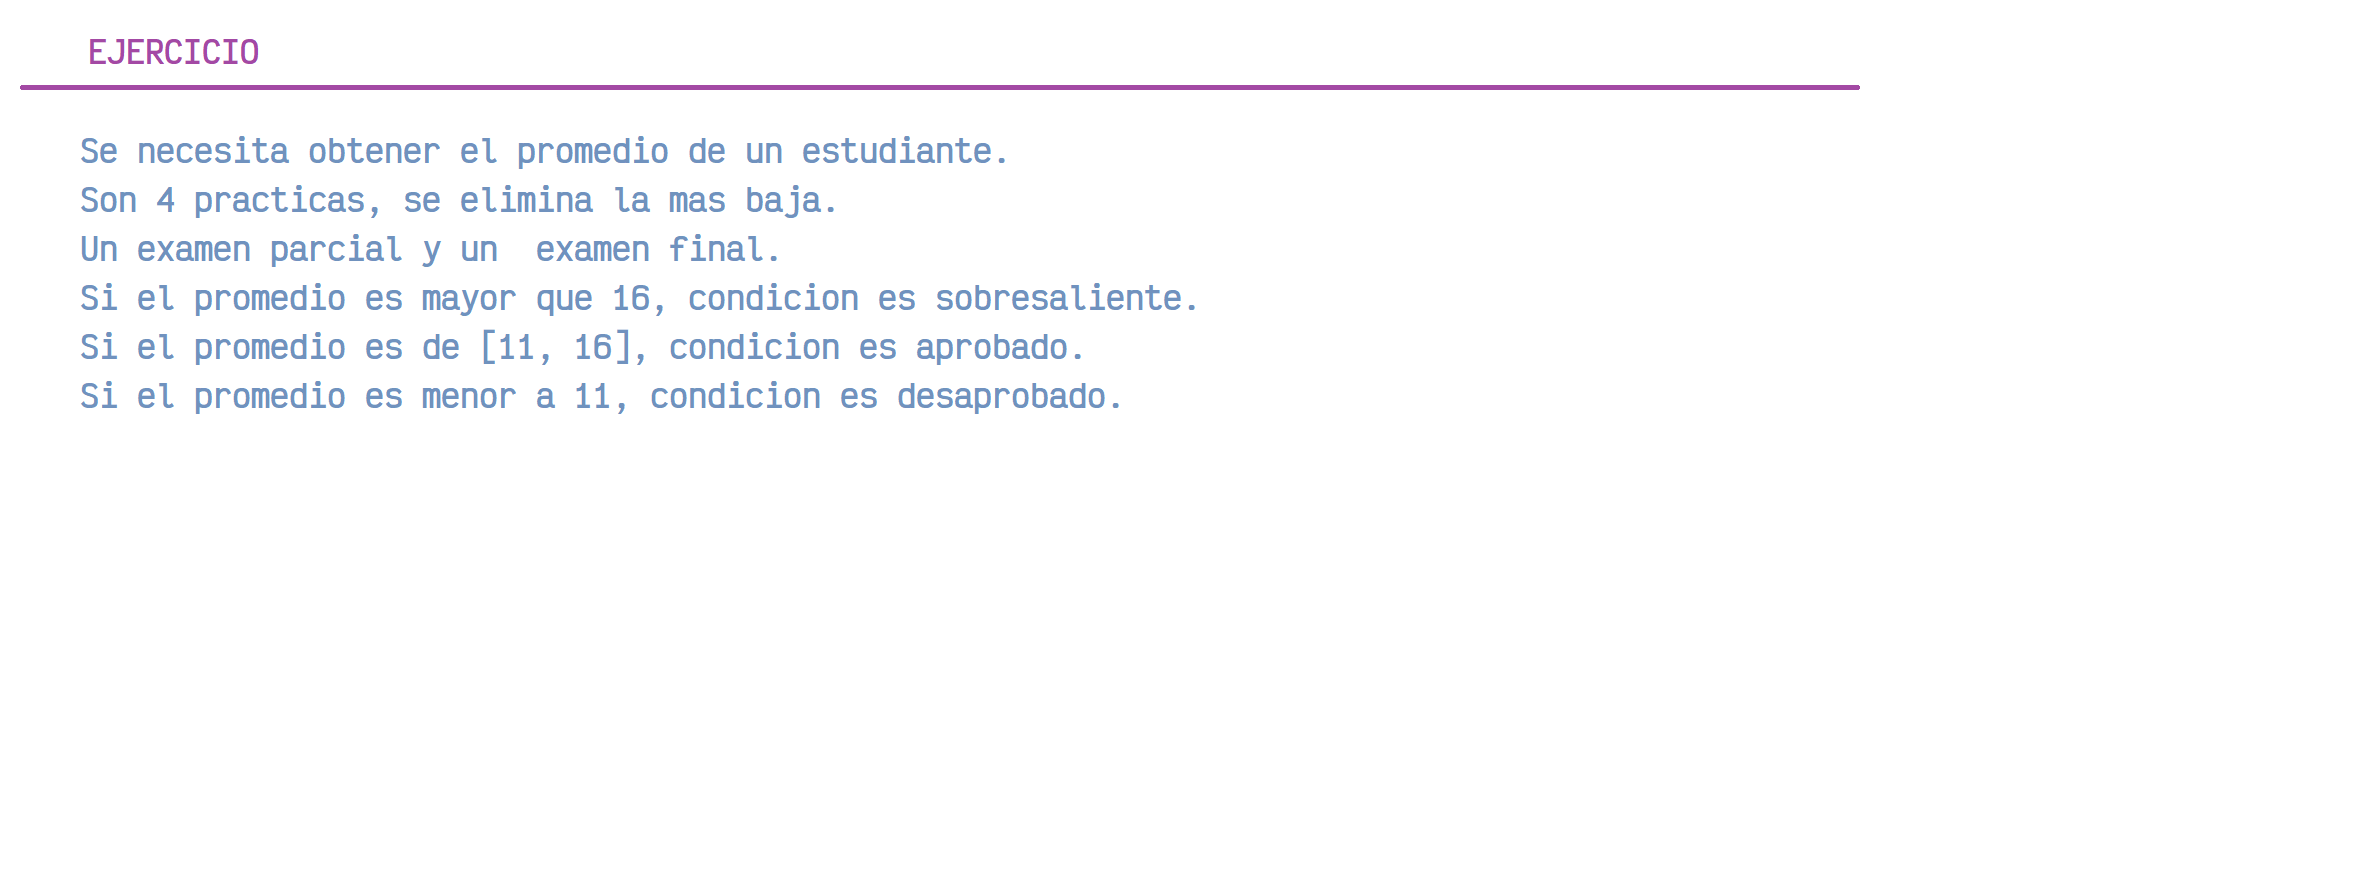 EJERCICIO
Se necesita obtener el promedio de un estudiante.
Son 4 practicas, se elimina la mas baja.
Un examen parcial y un  examen final.
Si el promedio es mayor que 16, condicion es sobresaliente.
Si el promedio es de [11, 16], condicion es aprobado.
Si el promedio es menor a 11, condicion es desaprobado.